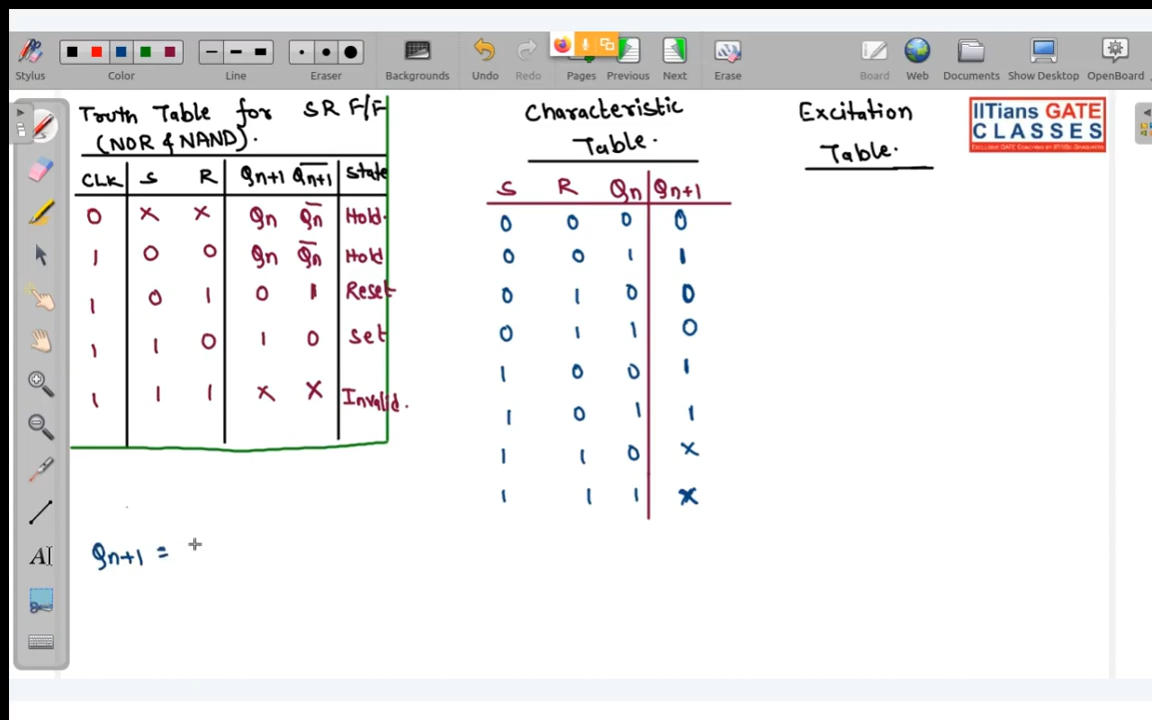 Stylus
Color
Line
Eraser
Backgrounds
Undo
Redo
Pages
Previous
Next
Erase
Board
Web
Documents
Show Desktop
OpenBoard
Truth Table for SR F/F
(NOR & NAND).
CLK S R Qn+1 Q̅n+1 State
0 x x Qn Q̅n Hold.
1 0 0 Qn Q̅n Hold
1 0 1 0 1 Reset
1 1 0 1 0 Set
1 1 1 x x Invalid.
Qn+1 =
Characteristic
Table.
S R Qn Qn+1
0 0 0 0
0 0 1 1
0 1 0 0
0 1 1 0
1 0 0 1
1 0 1 1
1 1 0 x
1 1 1 x
Excitation
Table.
IITians GATE
CLASSES